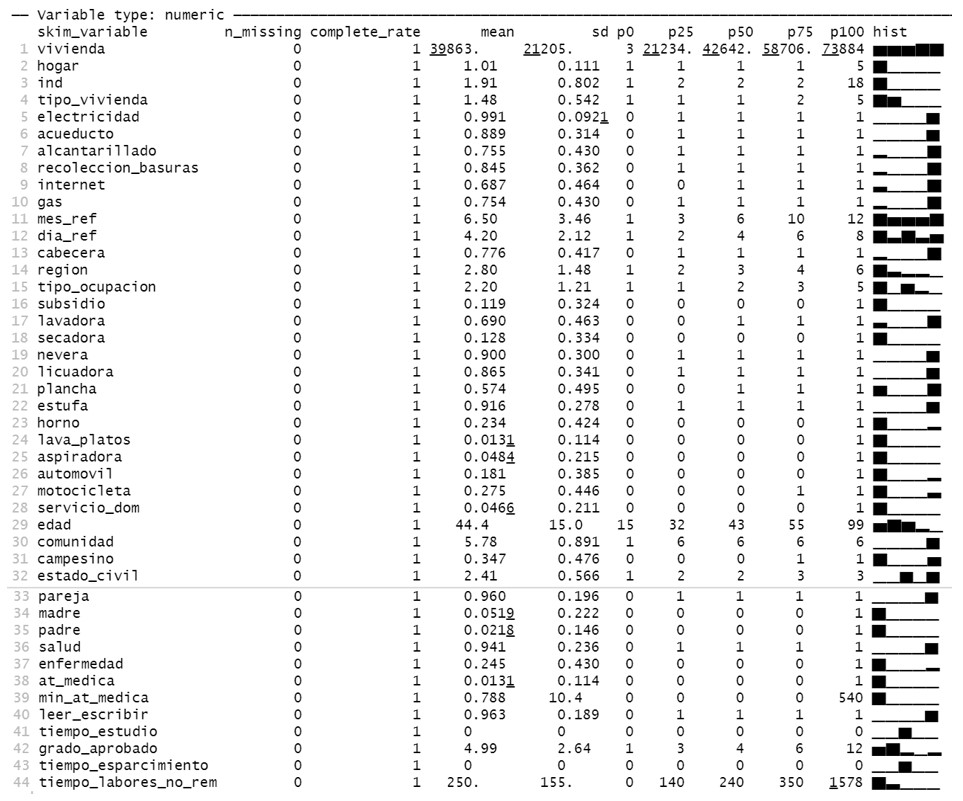 ── Variable type: numeric ──
skim_variable n_missing complete_rate mean sd p0 p25 p50 p75 p100 hist
1 vivienda 0 1 39863. 21205. 3 21234. 42642. 58706. 73884
2 hogar 0 1 1.01 0.111 1 1 1 1 5
3 ind 0 1 1.91 0.802 1 2 2 2 18
4 tipo_vivienda 0 1 1.48 0.542 1 1 1 2 5
5 electricidad 0 1 0.991 0.0921 0 1 1 1 1
6 acueducto 0 1 0.889 0.314 0 1 1 1 1
7 alcantarillado 0 1 0.755 0.430 0 1 1 1 1
8 recoleccion_basuras 0 1 0.845 0.362 0 1 1 1 1
9 internet 0 1 0.687 0.464 0 0 1 1 1
10 gas 0 1 0.754 0.430 0 1 1 1 1
11 mes_ref 0 1 6.50 3.46 1 3 6 10 12
12 dia_ref 0 1 4.20 2.12 1 2 4 6 8
13 cabecera 0 1 0.776 0.417 0 1 1 1 1
14 region 0 1 2.80 1.48 1 2 3 4 6
15 tipo_ocupacion 0 1 2.20 1.21 1 1 2 3 5
16 subsidio 0 1 0.119 0.324 0 0 0 0 1
17 lavadora 0 1 0.690 0.463 0 0 1 1 1
18 secadora 0 1 0.128 0.334 0 0 0 0 1
19 nevera 0 1 0.900 0.300 0 1 1 1 1
20 licuadora 0 1 0.865 0.341 0 1 1 1 1
21 plancha 0 1 0.574 0.495 0 0 1 1 1
22 estufa 0 1 0.916 0.278 0 1 1 1 1
23 horno 0 1 0.234 0.424 0 0 0 0 1
24 lava_platos 0 1 0.0131 0.114 0 0 0 0 1
25 aspiradora 0 1 0.0484 0.215 0 0 0 0 1
26 automovil 0 1 0.181 0.385 0 0 0 0 1
27 motocicleta 0 1 0.275 0.446 0 0 0 1 1
28 servicio_dom 0 1 0.0466 0.211 0 0 0 0 1
29 edad 0 1 44.4 15.0 15 32 43 55 99
30 comunidad 0 1 5.78 0.891 1 6 6 6 6
31 campesino 0 1 0.347 0.476 0 0 0 1 1
32 estado_civil 0 1 2.41 0.566 1 2 2 3 3
33 pareja 0 1 0.960 0.196 0 1 1 1 1
34 madre 0 1 0.0519 0.222 0 0 0 0 1
35 padre 0 1 0.0218 0.146 0 0 0 0 1
36 salud 0 1 0.941 0.236 0 1 1 1 1
37 enfermedad 0 1 0.245 0.430 0 0 0 0 1
38 at_medica 0 1 0.0131 0.114 0 0 0 0 1
39 min_at_medica 0 1 0.788 10.4 0 0 0 0 540
40 leer_escribir 0 1 0.963 0.189 0 1 1 1 1
41 tiempo_estudio 0 1 0 0 0 0 0 0 0
42 grado_aprobado 0 1 4.99 2.64 1 3 4 6 12
43 tiempo_esparcimiento 0 1 0 0 0 0 0 0 0
44 tiempo_labores_no_rem 0 1 250. 155. 0 140 240 350 1578